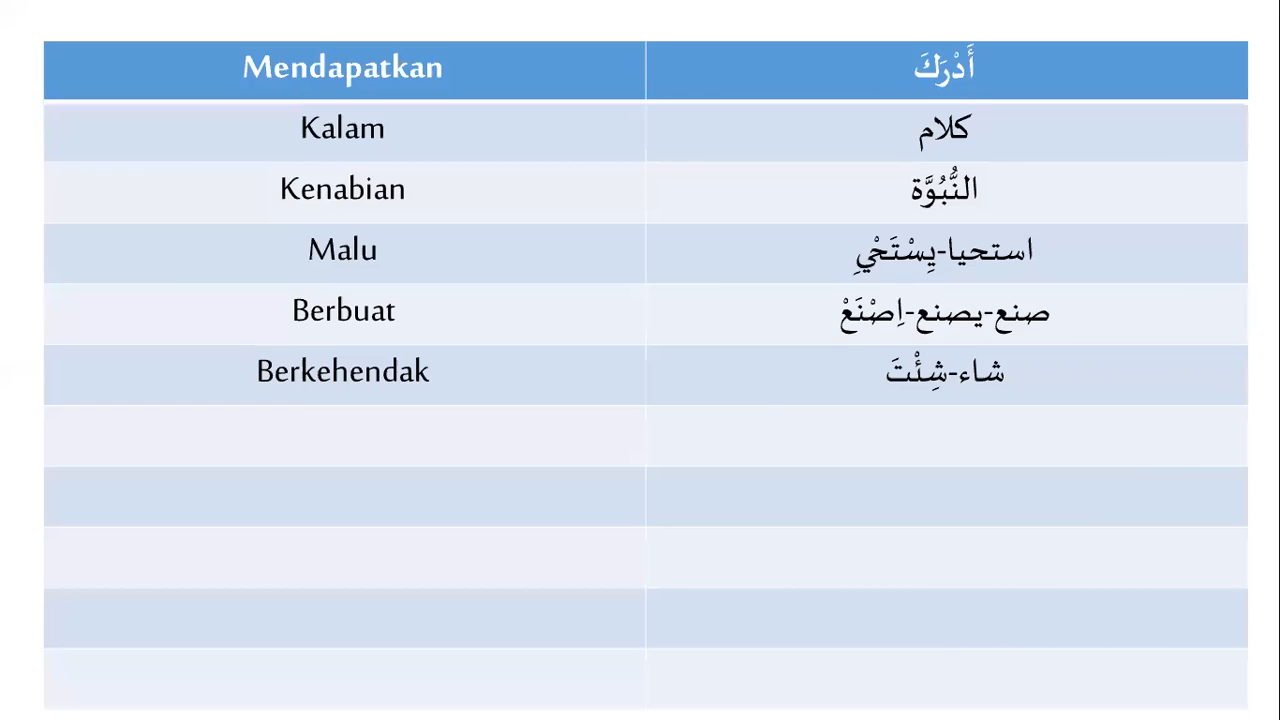 Mendapatkan أَدْرَكَ
Kalam كلام
Kenabian النُّبُوَّة
Malu استحيا-يِسْتَحْيِ
Berbuat صنع-يصنع-اِصْنَعْ
Berkehendak شاء-شِئْتَ